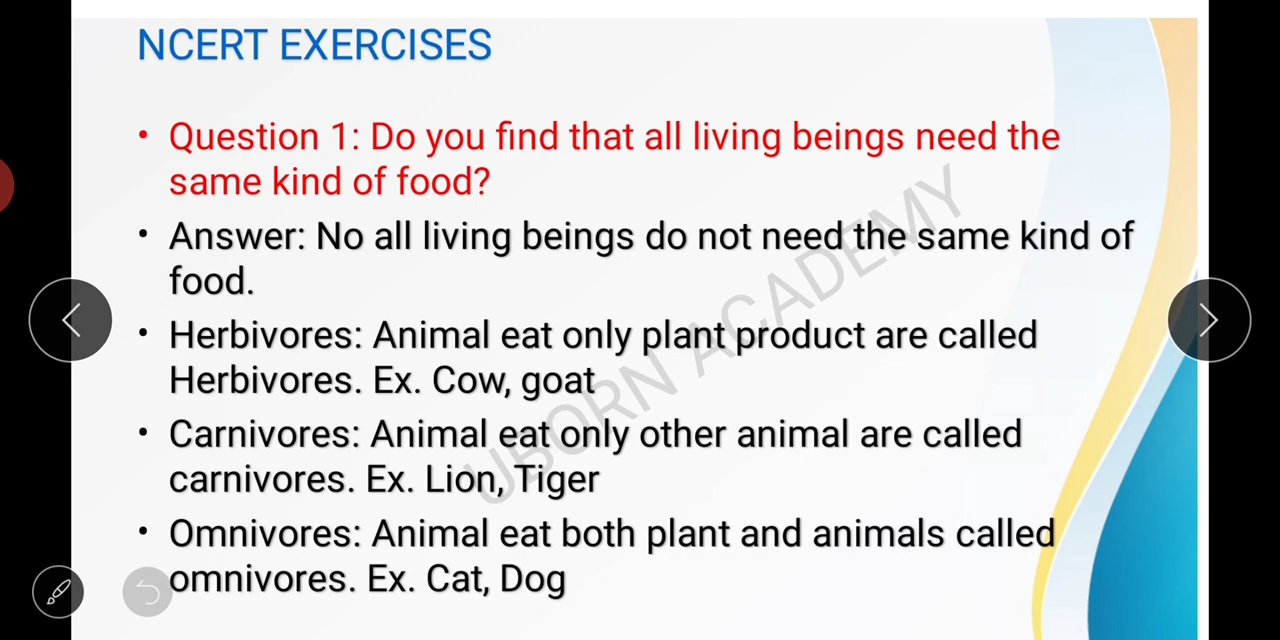 NCERT EXERCISES
• Question 1: Do you find that all living beings need the
same kind of food?
• Answer: No all living beings do not need the same kind of
food.
• Herbivores: Animal eat only plant product are called
Herbivores. Ex. Cow, goat
• Carnivores: Animal eat only other animal are called
carnivores. Ex. Lion, Tiger
• Omnivores: Animal eat both plant and animals called
omnivores. Ex. Cat, Dog
UBORN ACADEMY